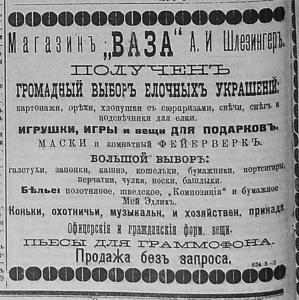 Магазинъ „ВАЗА" А. И Шлезингеръ.
ПОЛУЧЕНЪ
ГРОМАДНЫЙ ВЫБОРЪ ЕЛОЧНЫХЪ УКРАШЕНІЙ:
картонажи, орѣхи, хлопушки съ сюрпризами, свѣчи, снѣгъ и
подсвѣчники для елки.
ИГРУШКИ, ИГРЫ и ВЕЩИ ДЛЯ ПОДАРКОВЪ.
МАСКИ и комнатный ФЕЙЕРВЕРКЪ.
БОЛЬШОЙ ВЫБОРЪ:
галстухи, запонки, кашнэ, кошельки, бумажники, портсигары,
перчатки, чулки, носки, башлыки.
Бѣлье: полотняное, шведское, „Композиція" и бумажное
Мей Эдлихъ.
Коньки, охотничьи, музыкальн. и хозяйствен. принадл.
Офицерскія и гражданскія форм. вещи.
ПЬЕСЫ ДЛЯ ГРАММОФОНА.
Продажа безъ запроса.